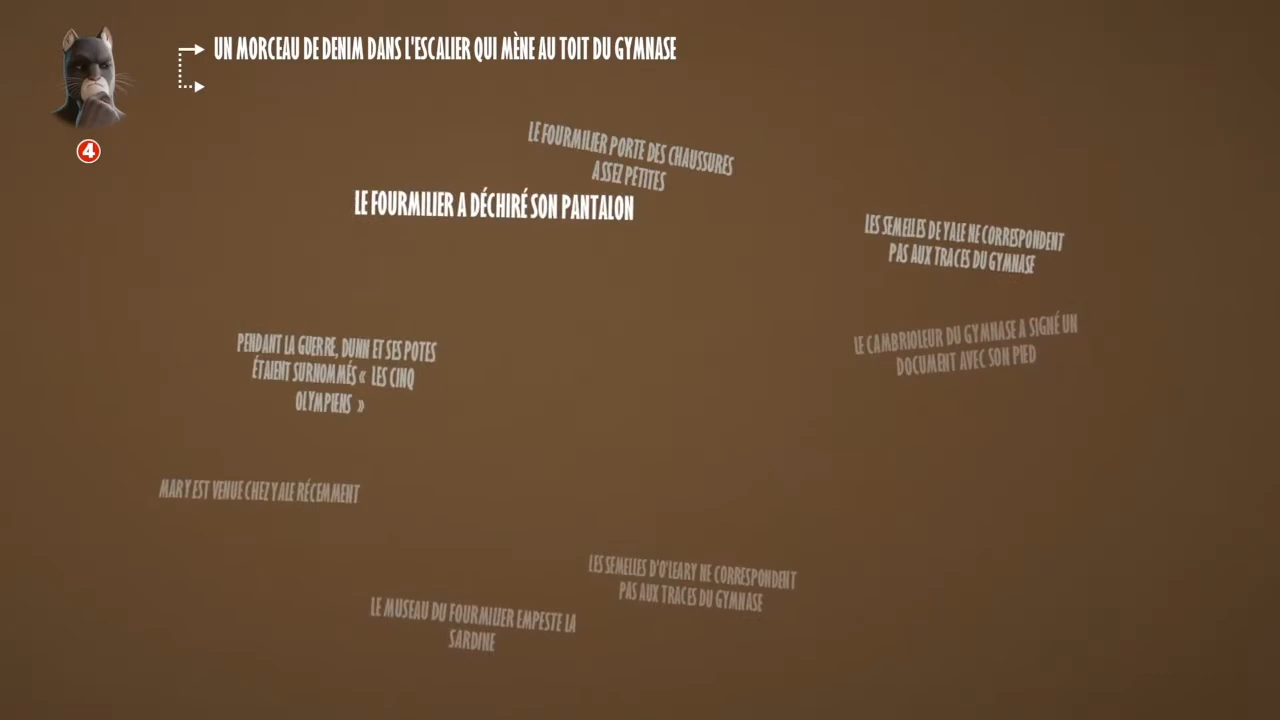 UN MORCEAU DE DENIM DANS L'ESCALIER QUI MÈNE AU TOIT DU GYMNASE
4
LE FOURMILIER PORTE DES CHAUSSURES
ASSEZ PETITES
LE FOURMILIER A DÉCHIRÉ SON PANTALON
LES SEMELLES DE YALE NE CORRESPONDENT
PAS AUX TRACES DU GYMNASE
LE CAMBRIOLEUR DU GYMNASE A SIGNÉ UN
DOCUMENT AVEC SON PIED
PENDANT LA GUERRE, DUNN ET SES POTES
ÉTAIENT SURNOMMÉS « LES CINQ
OLYMPIENS »
MARY EST VENUE CHEZ YALE RÉCEMMENT
LES SEMELLES D'O'LEARY NE CORRESPONDENT
PAS AUX TRACES DU GYMNASE
LE MUSEAU DU FOURMILIER EMPESTE LA
SARDINE